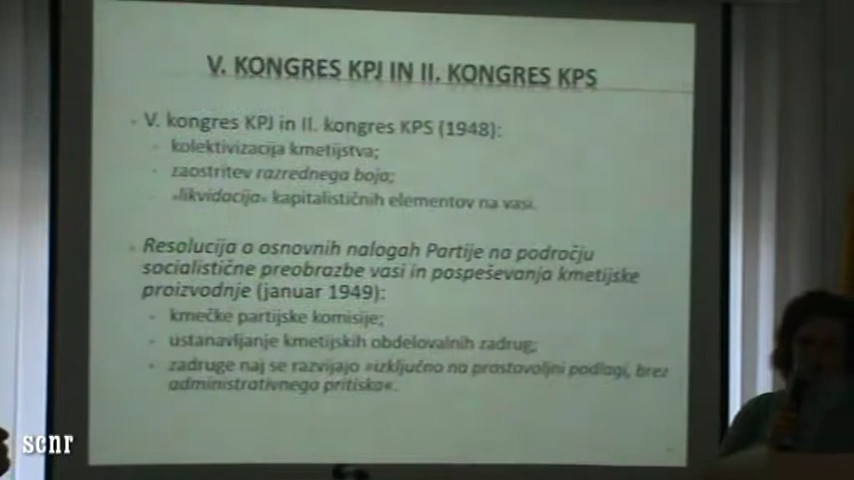 V. KONGRES KPJ IN II. KONGRES KPS
V. kongres KPJ in II. kongres KPS (1948):
kolektivizacija kmetijstva;
zaostritev razrednega boja;
»likvidacija« kapitalističnih elementov na vasi.
Resolucija o osnovnih nalogah Partije na področju
socialistične preobrazbe vasi in pospeševanja kmetijske
proizvodnje (januar 1949):
kmečke partijske komisije;
ustanavljanje kmetijskih obdelovalnih zadrug;
zadruge naj se razvijajo »izključno na prostovoljni podlagi, brez
administrativnega pritiska«.
scnr